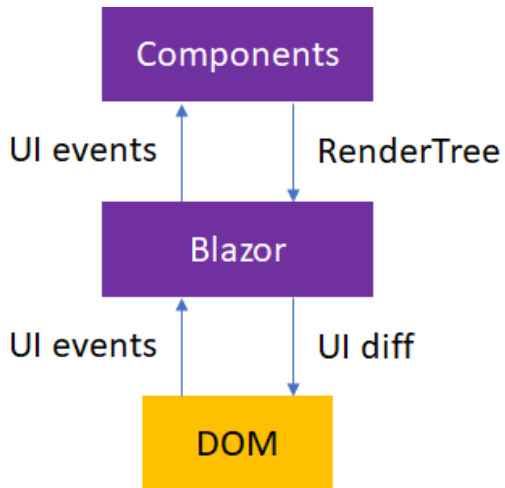 Components
UI events
RenderTree
Blazor
UI events
UI diff
DOM